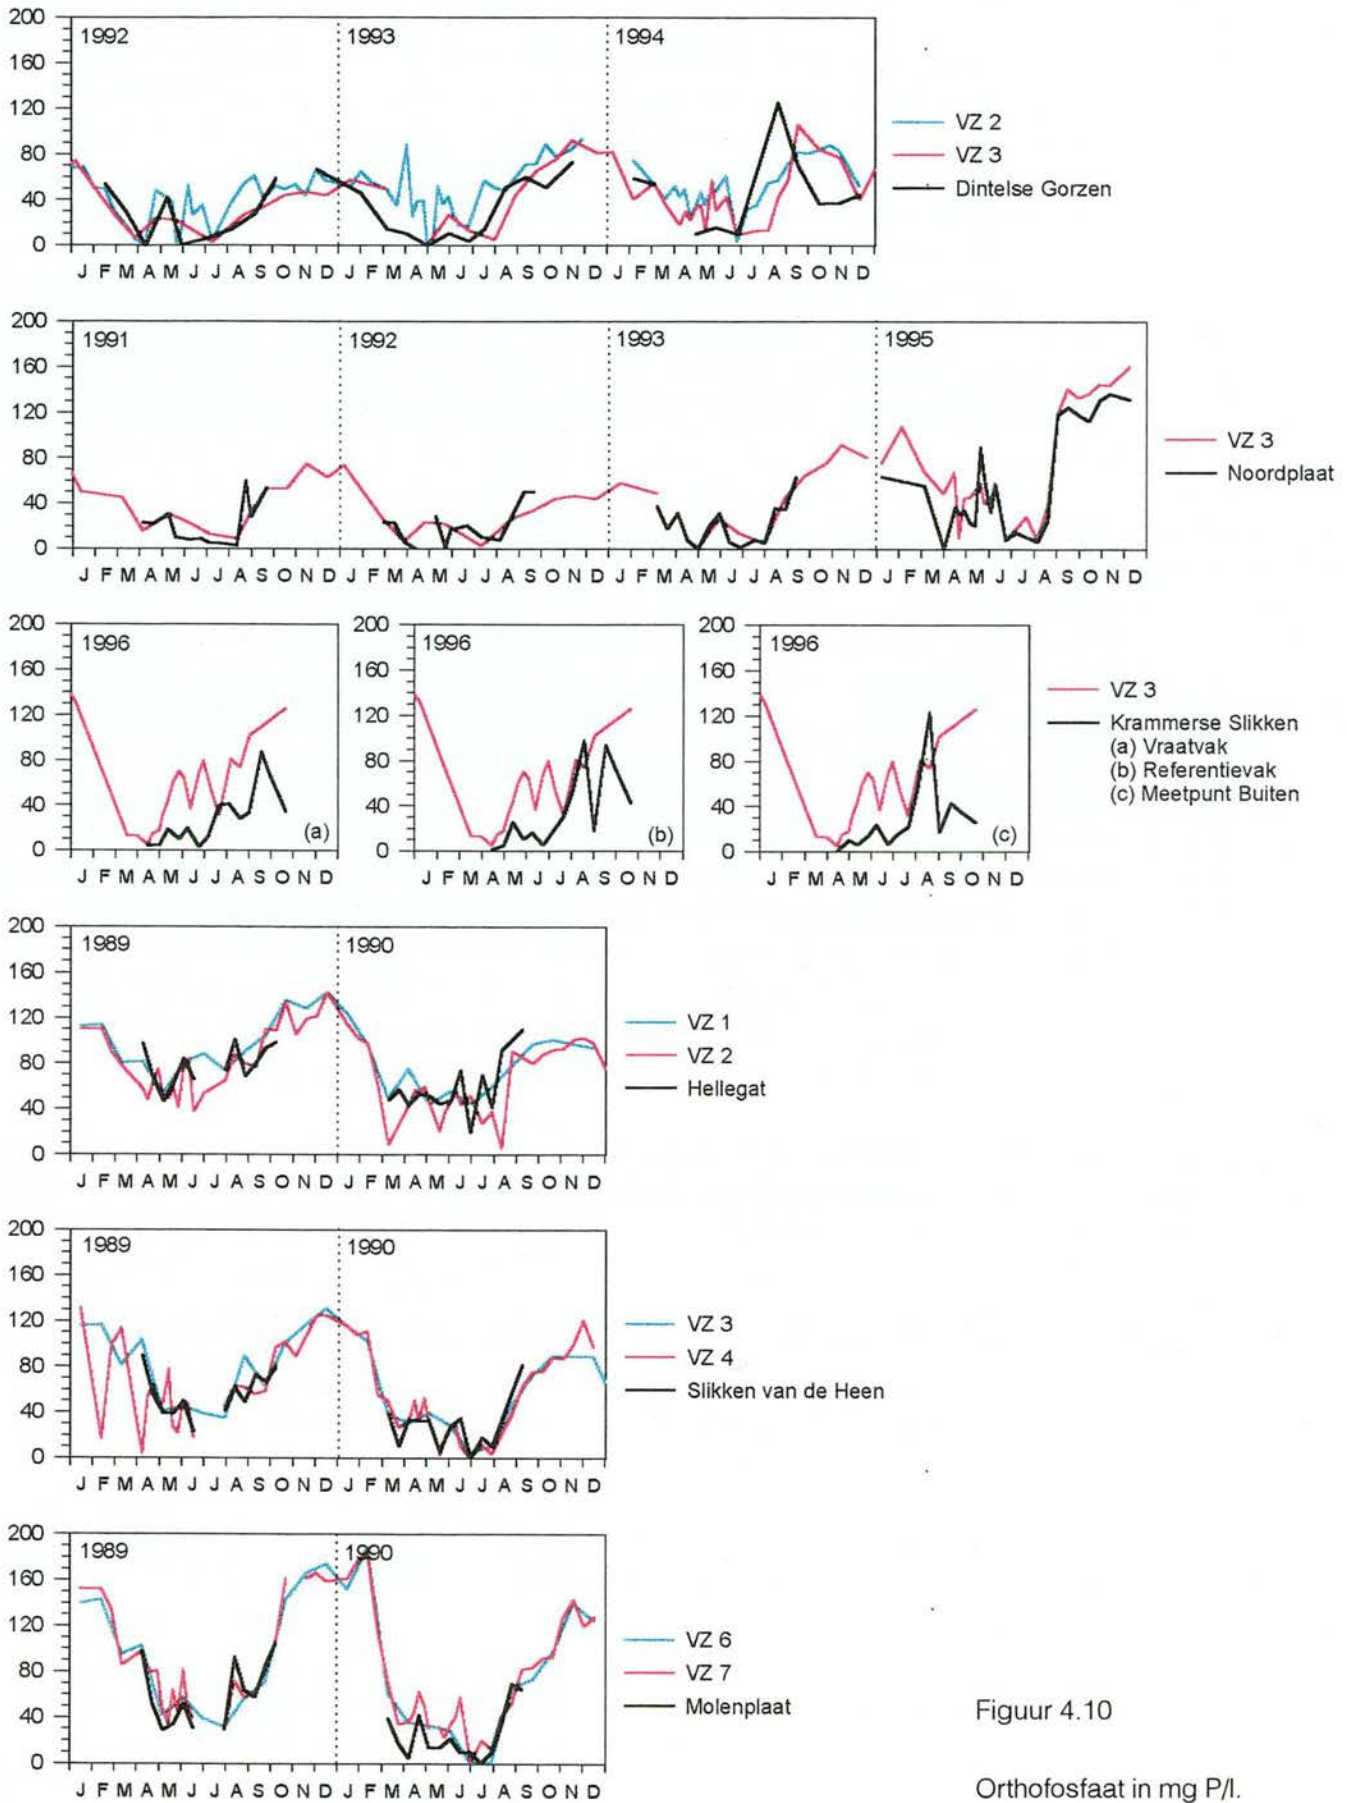 200
160
120
80
40
0
1992
1993
1994
J F M A M J J A S O N D J F M A M J J A S O N D J F M A M J J A S O N D
VZ 2
VZ 3
Dintelse Gorzen
200
160
120
80
40
0
1991
1992
1993
1995
J F M A M J J A S O N D J F M A M J J A S O N D J F M A M J J A S O N D J F M A M J J A S O N D
VZ 3
Noordplaat
200
160
120
80
40
0
1996
(a)
J F M A M J J A S O N D
200
160
120
80
40
0
1996
(b)
J F M A M J J A S O N D
200
160
120
80
40
0
1996
(c)
J F M A M J J A S O N D
VZ 3
Krammerse Slikken
(a) Vraatvak
(b) Referentievak
(c) Meetpunt Buiten
200
160
120
80
40
0
1989
1990
J F M A M J J A S O N D J F M A M J J A S O N D
VZ 1
VZ 2
Hellegat
200
160
120
80
40
0
1989
1990
J F M A M J J A S O N D J F M A M J J A S O N D
VZ 3
VZ 4
Slikken van de Heen
200
160
120
80
40
0
1989
1990
J F M A M J J A S O N D J F M A M J J A S O N D
VZ 6
VZ 7
Molenplaat
Figuur 4.10
Orthofosfaat in mg P/l.